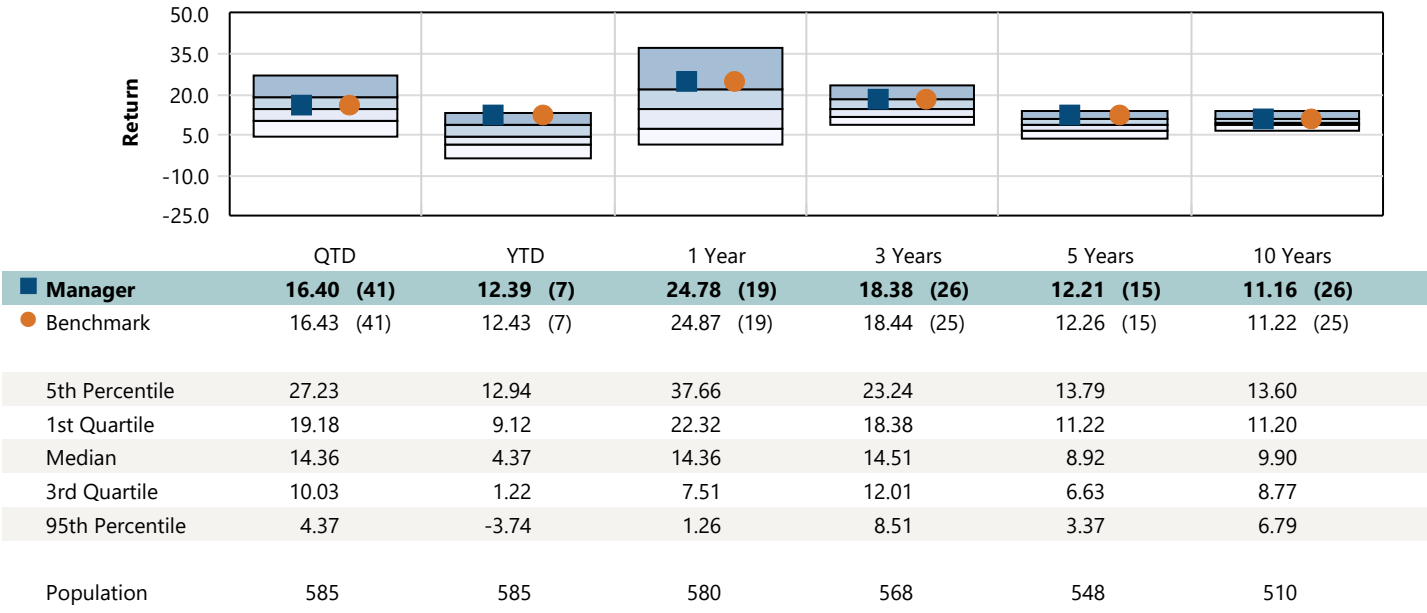 50.0
35.0
20.0
5.0
-10.0
-25.0
Return
QTD YTD 1 Year 3 Years 5 Years 10 Years
Manager 16.40 (41) 12.39 (7) 24.78 (19) 18.38 (26) 12.21 (15) 11.16 (26)
Benchmark 16.43 (41) 12.43 (7) 24.87 (19) 18.44 (25) 12.26 (15) 11.22 (25)
5th Percentile 27.23 12.94 37.66 23.24 13.79 13.60
1st Quartile 19.18 9.12 22.32 18.38 11.22 11.20
Median 14.36 4.37 14.36 14.51 8.92 9.90
3rd Quartile 10.03 1.22 7.51 12.01 6.63 8.77
95th Percentile 4.37 -3.74 1.26 8.51 3.37 6.79
Population 585 585 580 568 548 510